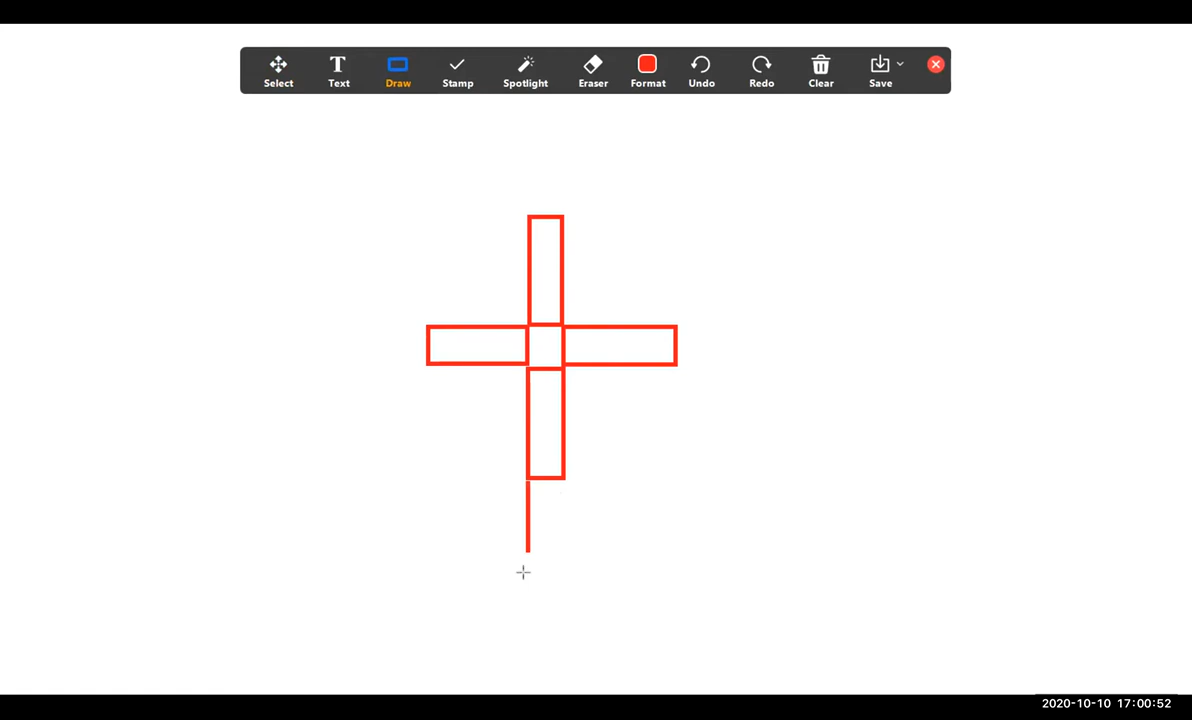 Select Text Draw Stamp Spotlight Eraser Format Undo Redo Clear Save
2020-10-10 17:00:52